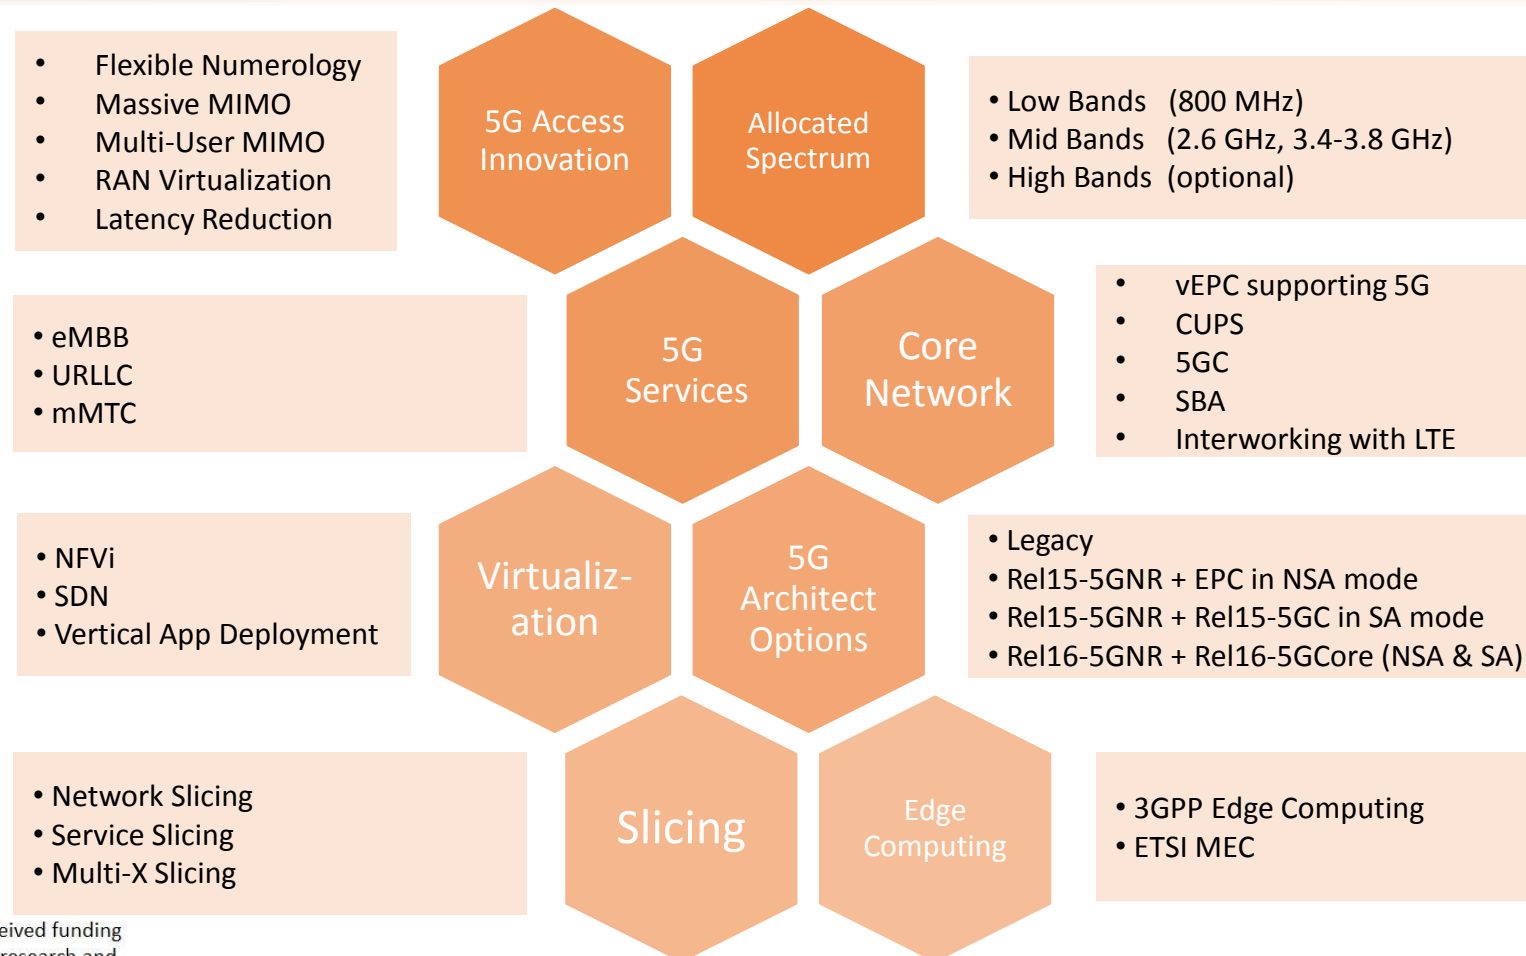 • Flexible Numerology
• Massive MIMO
• Multi-User MIMO
• RAN Virtualization
• Latency Reduction
5G Access
Innovation
Allocated
Spectrum
• Low Bands (800 MHz)
• Mid Bands (2.6 GHz, 3.4-3.8 GHz)
• High Bands (optional)
• eMBB
• URLLC
• mMTC
5G
Services
Core
Network
• vEPC supporting 5G
• CUPS
• 5GC
• SBA
• Interworking with LTE
• NFVi
• SDN
• Vertical App Deployment
Virtualiz-
ation
5G
Architect
Options
• Legacy
• Rel15-5GNR + EPC in NSA mode
• Rel15-5GNR + Rel15-5GC in SA mode
• Rel16-5GNR + Rel16-5GCore (NSA & SA)
• Network Slicing
• Service Slicing
• Multi-X Slicing
Slicing
Edge
Computing
• 3GPP Edge Computing
• ETSI MEC
funding
research and